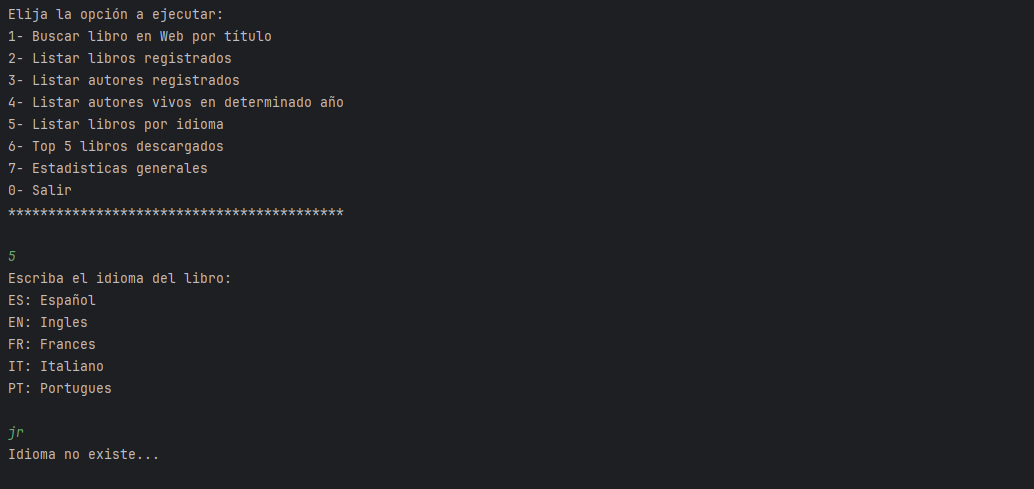 Elija la opción a ejecutar:
1- Buscar libro en Web por titulo
2- Listar libros registrados
3- Listar autores registrados
4- Listar autores vivos en determinado año
5- Listar libros por idioma
6- Top 5 libros descargados
7- Estadisticas generales
0- Salir
******************************************
5
Escriba el idioma del libro:
ES: Español
EN: Ingles
FR: Frances
IT: Italiano
PT: Portugues
jr
Idioma no existe...